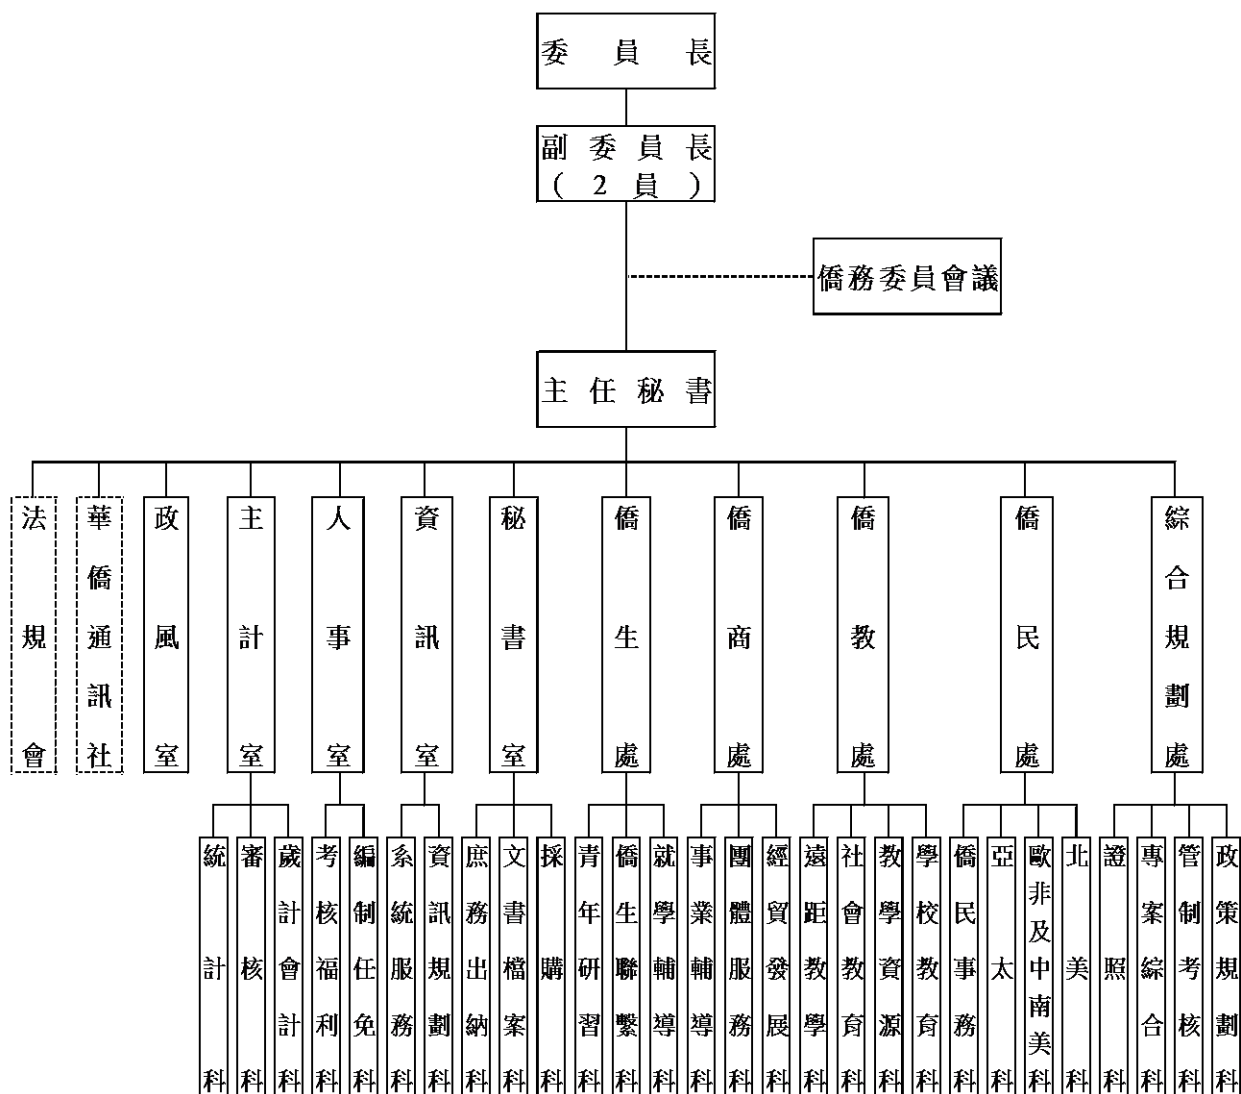 委員長
副委員長
(2員)
僑務委員會議
主任秘書
法規會
華僑通訊社
政風室
主計室
人事室
資訊室
秘書室
僑生處
僑商處
僑教處
僑民處
綜合規劃處
統計科
審核科
歲計會計科
考核福利科
編制任免科
系統服務科
資訊規劃科
庶務出納科
文書檔案科
採購科
青年研習科
僑生聯繫科
就學輔導科
事業輔導科
團體服務科
經貿發展科
遠距教學科
社會教育科
教學資源科
學校教育科
僑民事務科
亞太科
歐非及中南美科
北美科
證照科
專案綜合科
管制考核科
政策規劃科